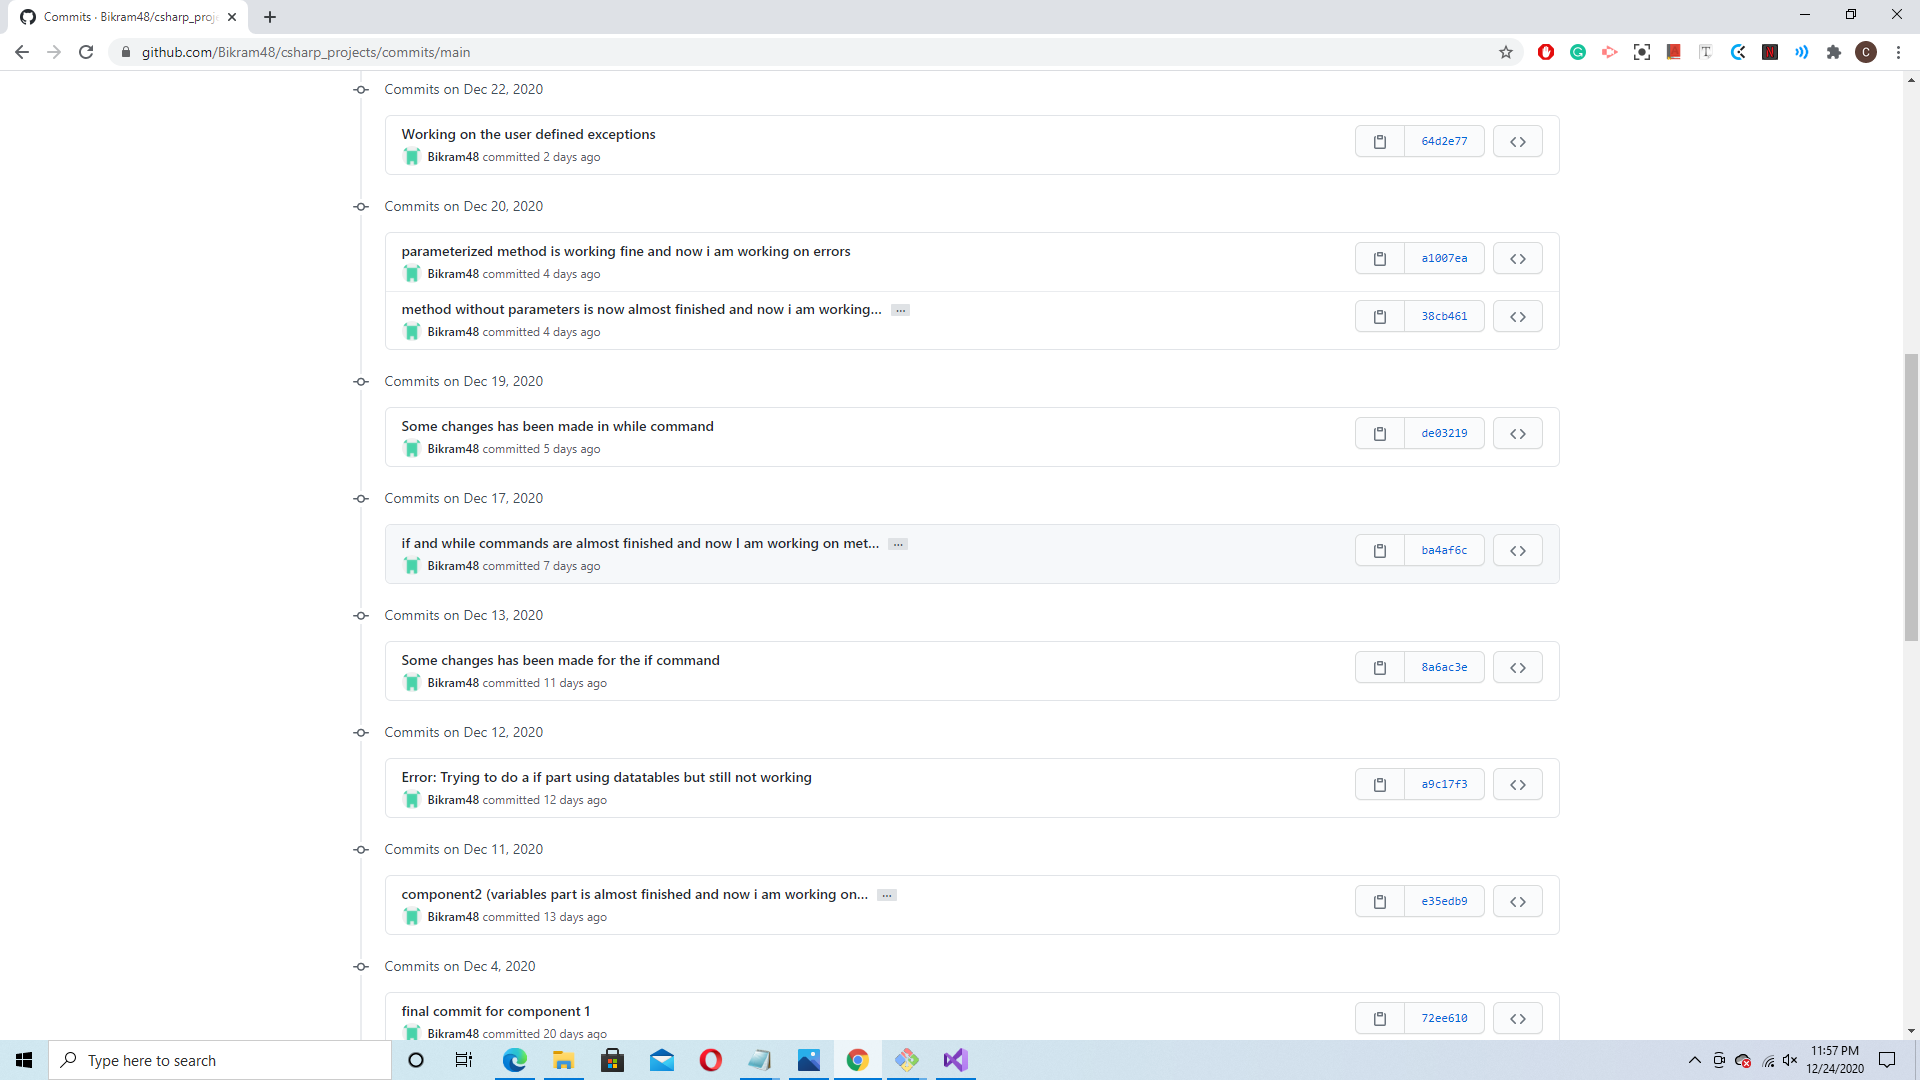 Commits · Bikram48/csharp_proje
github.com/Bikram48/csharp_projects/commits/main
Commits on Dec 22, 2020
Working on the user defined exceptions
64d2e77
Bikram48 committed 2 days ago
Commits on Dec 20, 2020
parameterized method is working fine and now i am working on errors
a1007ea
Bikram48 committed 4 days ago
method without parameters is now almost finished and now i am working... ...
38cb461
Bikram48 committed 4 days ago
Commits on Dec 19, 2020
Some changes has been made in while command
de03219
Bikram48 committed 5 days ago
Commits on Dec 17, 2020
if and while commands are almost finished and now I am working on met... ...
ba4af6c
Bikram48 committed 7 days ago
Commits on Dec 13, 2020
Some changes has been made for the if command
8a6ac3e
Bikram48 committed 11 days ago
Commits on Dec 12, 2020
Error: Trying to do a if part using datatables but still not working
a9c17f3
Bikram48 committed 12 days ago
Commits on Dec 11, 2020
component2 (variables part is almost finished and now i am working on... ...
e35edb9
Bikram48 committed 13 days ago
Commits on Dec 4, 2020
final commit for component 1
72ee610
Bikram48 committed 20 days ago
Type here to search
11:57 PM
12/24/2020